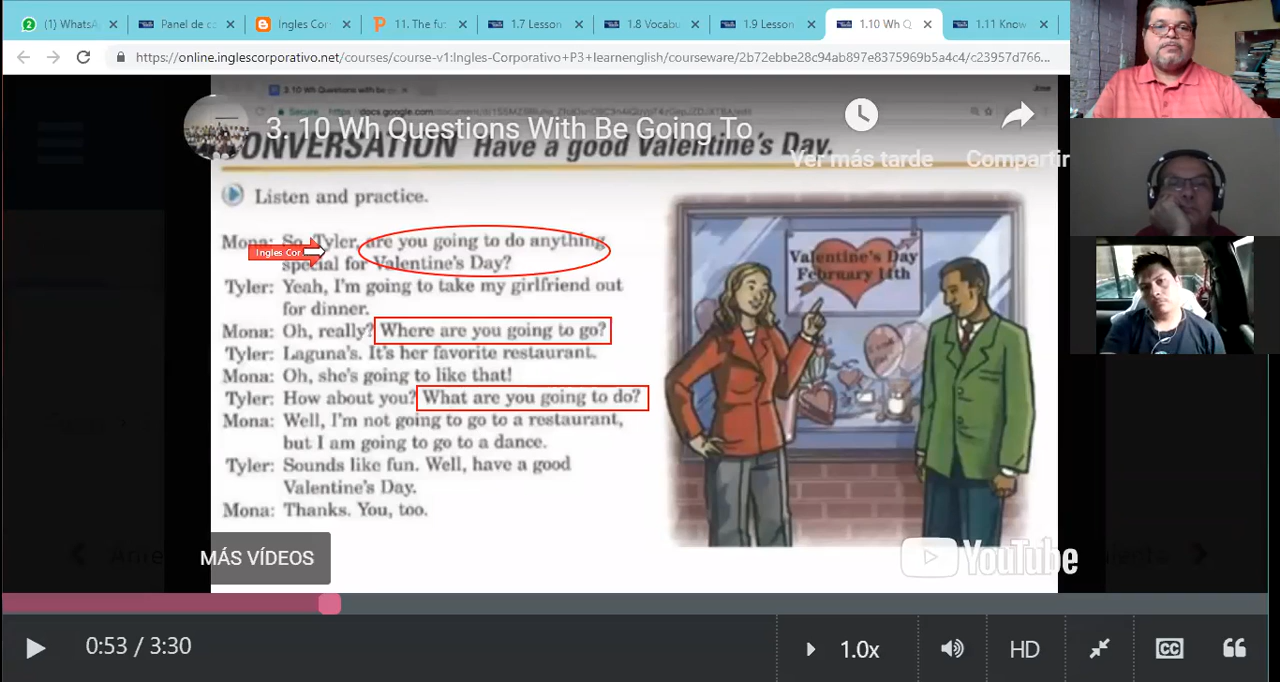 (1) WhatsA
Panel de c
Ingles Cor
11. The fu
1.7 Lesson
1.8 Vocabu
1.9 Lesson
1.10 Wh Q
1.11 Know
https://online.inglescorporativo.net/courses/course-v1:Ingles-Corporativo+P3+learnenglish/courseware/2b72ebbe28c94ab897e8375969b5a4c4/c23957d766...
3. 10 Wh Questions With Be Going To
Ver más tarde
Compartir
ONVERSATION Have a good Valentine's Day.
Listen and practice.
Mona: So, Tyler, are you going to do anything
Ingles Cor
special for Valentine's Day?
Tyler: Yeah, I'm going to take my girlfriend out
for dinner.
Mona: Oh, really? Where are you going to go?
Tyler: Laguna's. It's her favorite restaurant.
Mona: Oh, she's going to like that!
Tyler: How about you? What are you going to do?
Mona: Well, I'm not going to go to a restaurant,
but I am going to go to a dance.
Tyler: Sounds like fun. Well, have a good
Valentine's Day.
Mona: Thanks. You, too.
Valentine's Day
February 14th
MÁS VÍDEOS
YouTube
0:53 / 3:30
1.0x
HD
CC